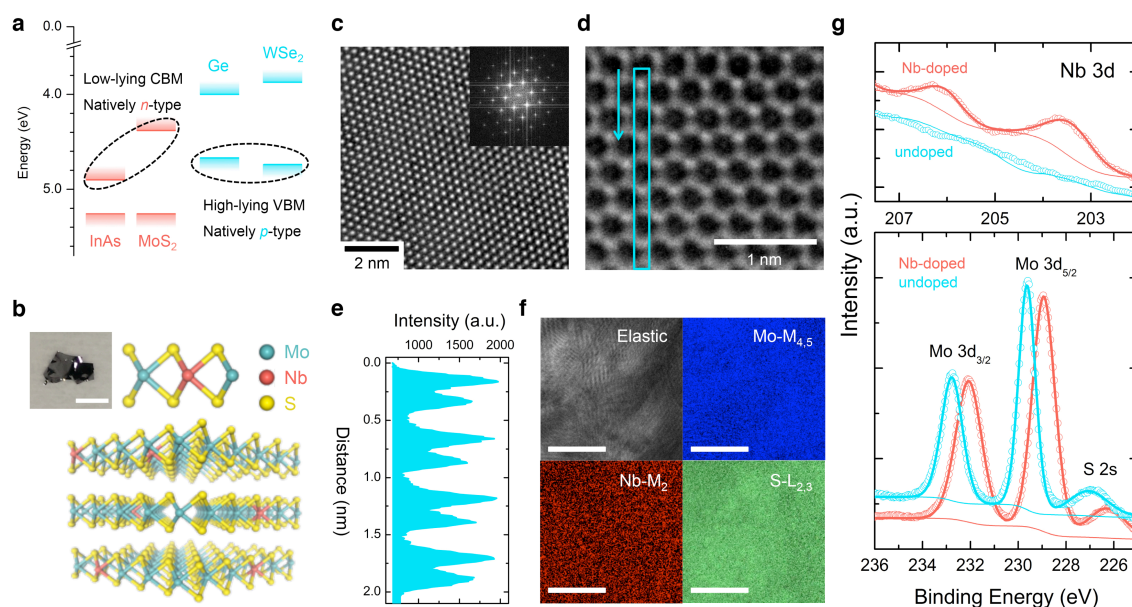 a
0.0
4.0
5.0
Energy (eV)
Low-lying CBM
Natively n-type
Ge
WSe₂
High-lying VBM
Natively p-type
InAs
MoS₂
b
Mo
Nb
S
c
2 nm
d
1 nm
e
Intensity (a.u.)
1000 1500 2000
0.0
0.5
1.0
1.5
2.0
Distance (nm)
f
Elastic
Mo-M₄,₅
Nb-M₂
S-L₂,₃
g
Nb 3d
Nb-doped
undoped
207 205 203
Intensity (a.u.)
Nb-doped
undoped
Mo 3d₅/₂
Mo 3d₃/₂
S 2s
236 234 232 230 228 226
Binding Energy (eV)